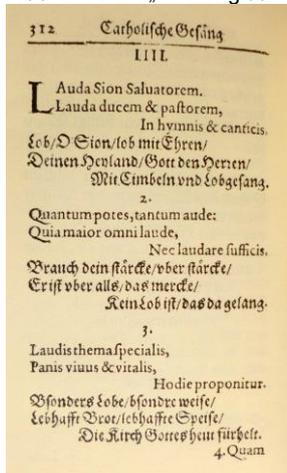 312 Catholische Gesäng
LIII.
LAuda Sion Saluatorem.
Lauda ducem & pastorem,
In hymnis & canticis.
Lob/O Sion/lob mit Ehren/
Deinen Heyland/Gott den Herren/
Mit Cimbeln vnd Lobgesang.
2.
Quantum potes, tantum aude:
Quia maior omni laude,
Nec laudare sufficis.
Brauch dein stärcke/vber stärcke/
Er ist vber alls/das mercke/
Kein Lob ist/das da gelang.
3.
Laudis thema specialis,
Panis viuus & vitalis,
Hodie proponitur.
Bsonders Lobe/bsondre weise/
Lebhafft Brot/lebhaffte Speise/
Die Kirch Gottes heut fürhelt.
4. Quam